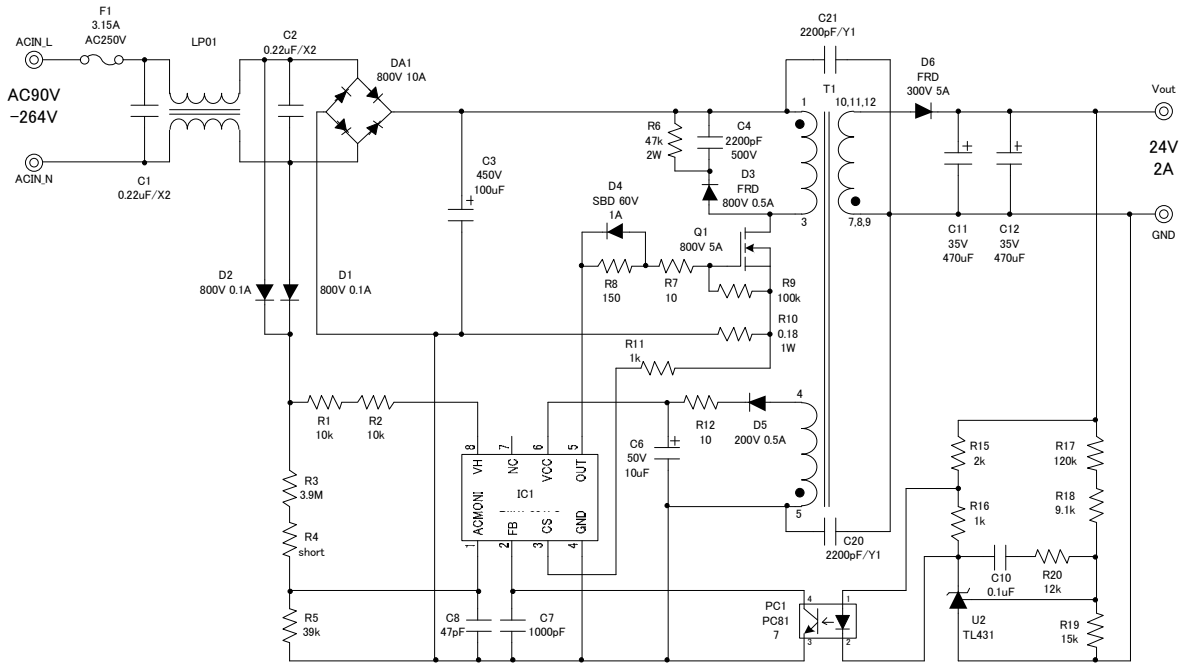 F1
3.15A
AC250V
ACIN_L
AC90V
-264V
ACIN_N
C1
0.22uF/X2
LP01
C2
0.22uF/X2
DA1
800V 10A
C3
450V
100uF
D2
800V 0.1A
D1
800V 0.1A
R1
10k
R2
10k
R3
3.9M
R4
short
R5
39k
C21
2200pF/Y1
T1
1
3
10,11,12
7,8,9
R6
47k
2W
C4
2200pF
500V
D3
FRD
800V 0.5A
D4
SBD 60V
1A
Q1
800V 5A
R8
150
R7
10
R9
100k
R10
0.18
1W
R11
1k
D6
FRD
300V 5A
Vout
24V
2A
GND
C11
35V
470uF
C12
35V
470uF
4
5
R12
10
D5
200V 0.5A
C6
50V
10uF
8
7
6
5
VH
NC
VCC
OUT
IC1
ACMONI
FB
CS
GND
1
2
3
4
C8
47pF
C7
1000pF
C20
2200pF/Y1
PC1
PC81
7
4
3
1
2
R15
2k
R16
1k
R17
120k
R18
9.1k
C10
0.1uF
R20
12k
U2
TL431
R19
15k